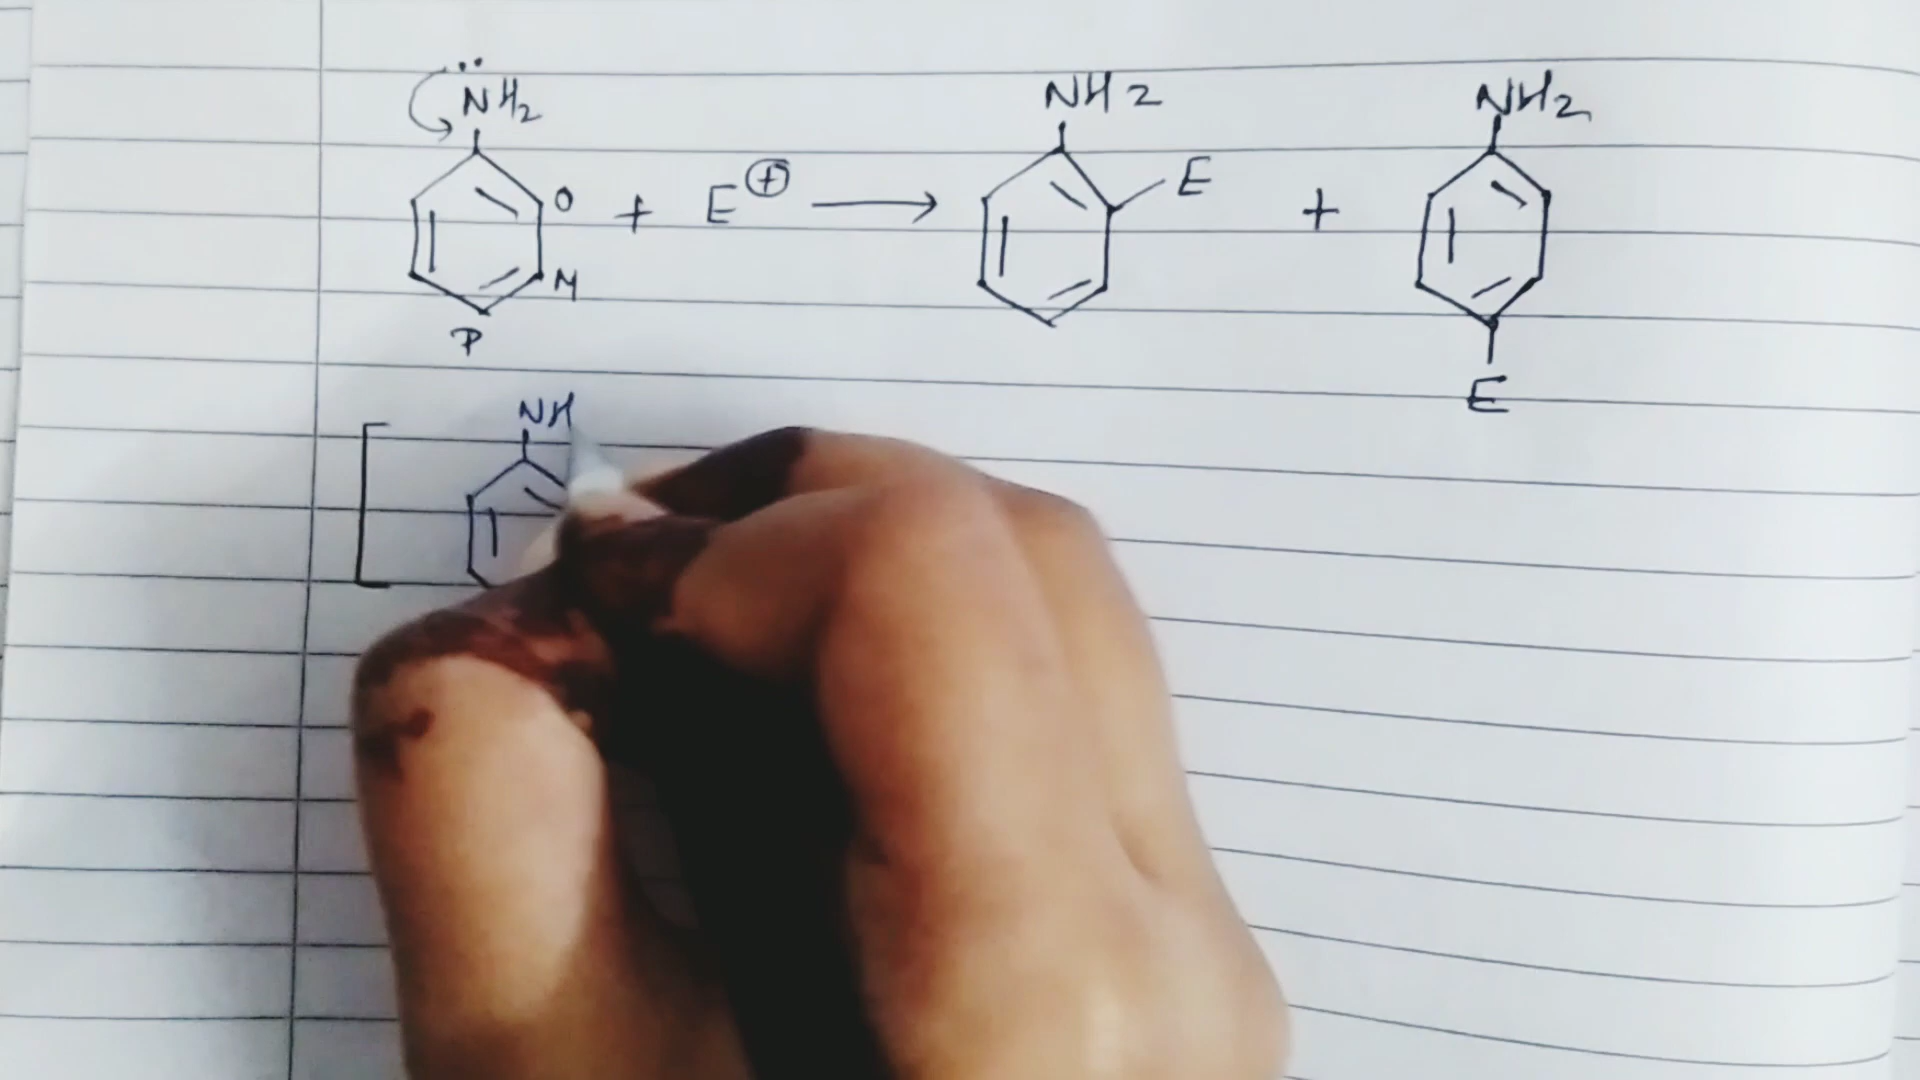 NH2 NH2 NH2
O + E⊕ → E +
M
P
E
[ NH